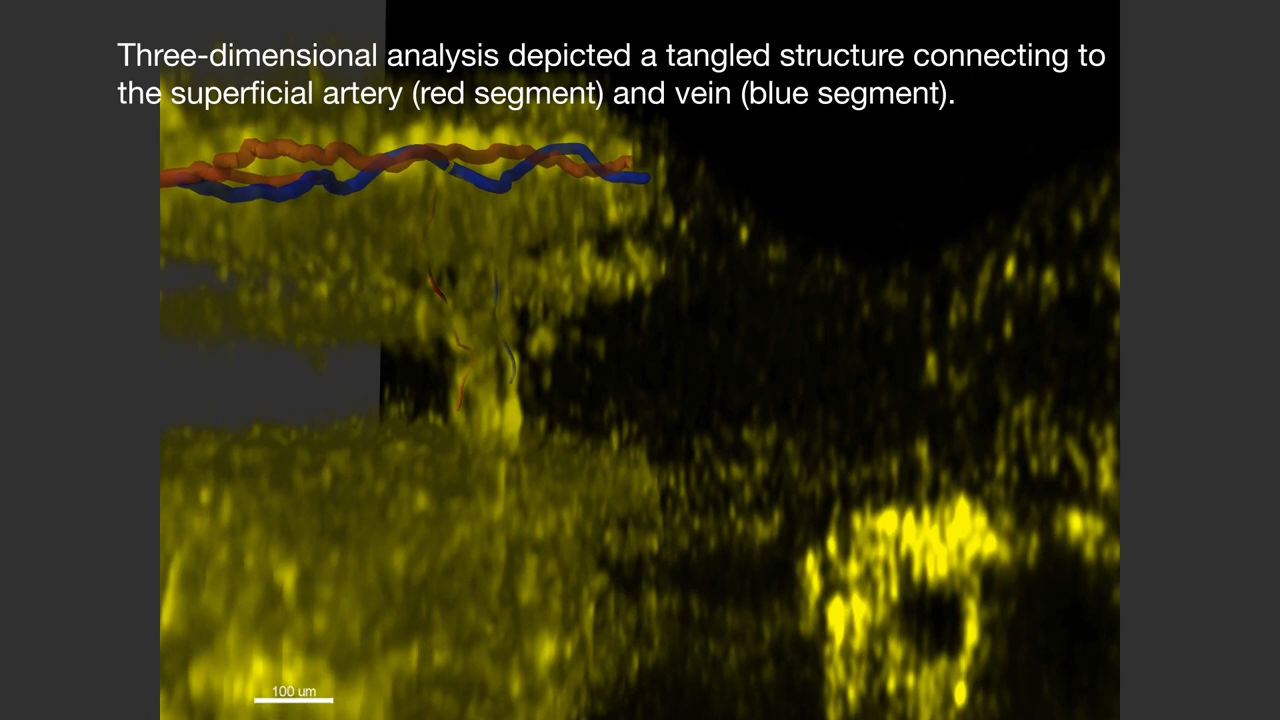 Three-dimensional analysis depicted a tangled structure connecting to
the superficial artery (red segment) and vein (blue segment).
100 um